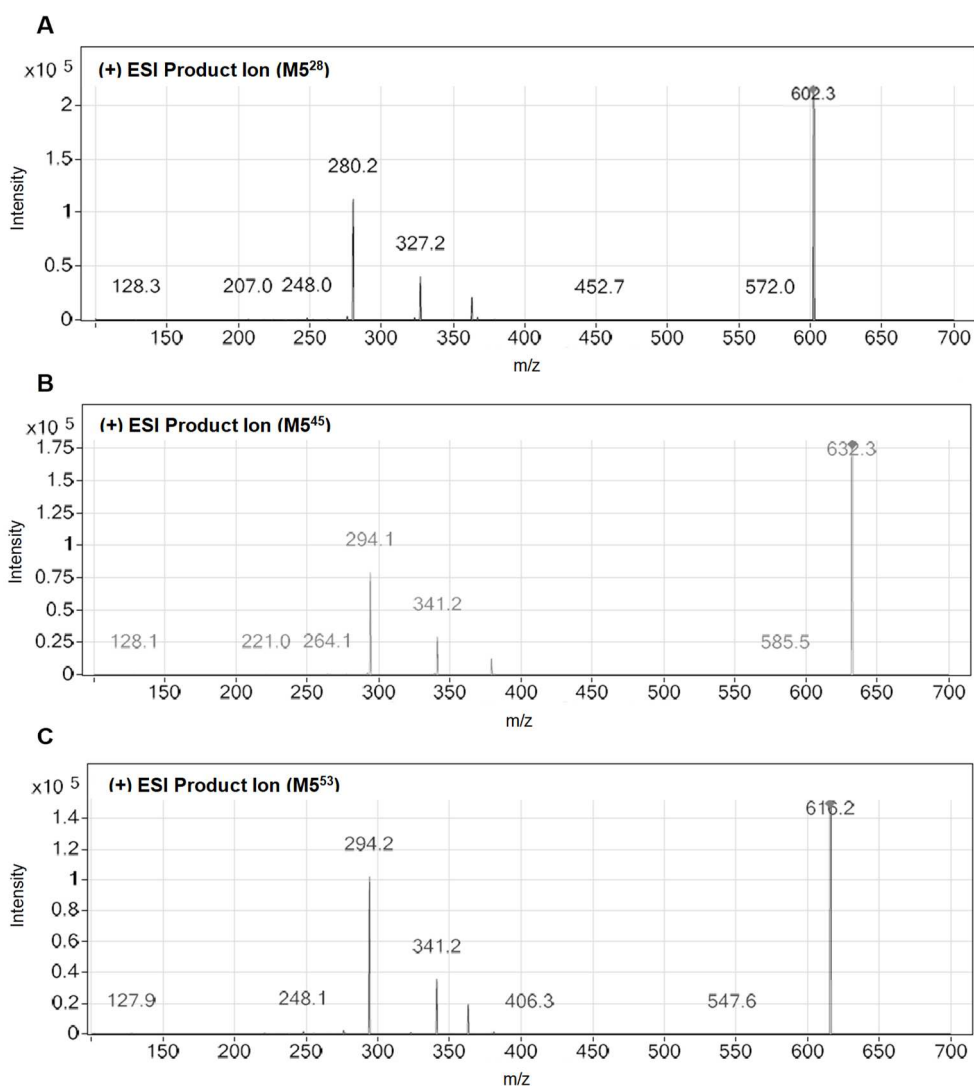 A
x10 5
(+) ESI Product Ion (M5²⁸)
2
1.5
1
0.5
0
Intensity
602.3
280.2
327.2
128.3 207.0 248.0 452.7 572.0
150 200 250 300 350 400 450 500 550 600 650 700
m/z
B
x10 5
(+) ESI Product Ion (M5⁴⁵)
1.75
1.5
1.25
1
0.75
0.5
0.25
0
Intensity
632.3
294.1
341.2
128.1 221.0 264.1 585.5
150 200 250 300 350 400 450 500 550 600 650 700
m/z
C
x10 5
(+) ESI Product Ion (M5⁵³)
1.4
1.2
1
0.8
0.6
0.4
0.2
0
Intensity
616.2
294.2
341.2
127.9 248.1 406.3 547.6
150 200 250 300 350 400 450 500 550 600 650 700
m/z